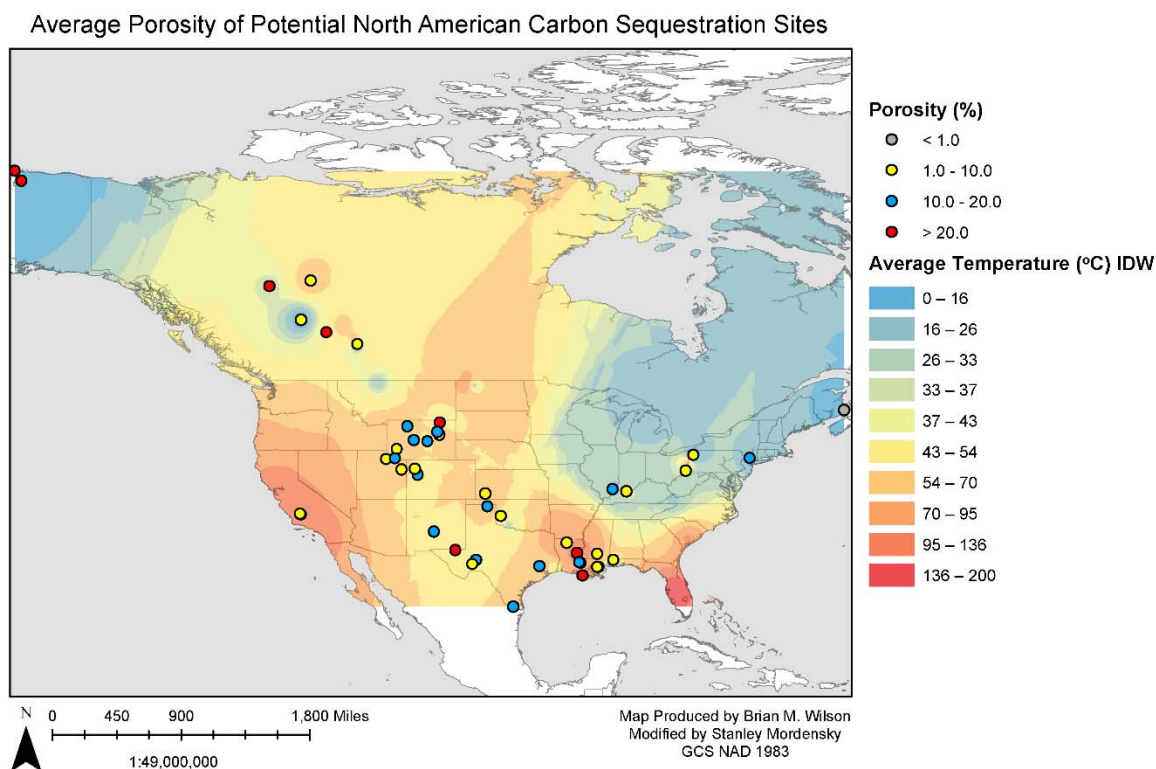 Average Porosity of Potential North American Carbon Sequestration Sites
Porosity (%)
< 1.0
1.0 - 10.0
10.0 - 20.0
> 20.0
Average Temperature (°C) IDW
0 – 16
16 – 26
26 – 33
33 – 37
37 – 43
43 – 54
54 – 70
70 – 95
95 – 136
136 – 200
N
0 450 900 1,800 Miles
1:49,000,000
Map Produced by Brian M. Wilson
Modified by Stanley Mordensky
GCS NAD 1983